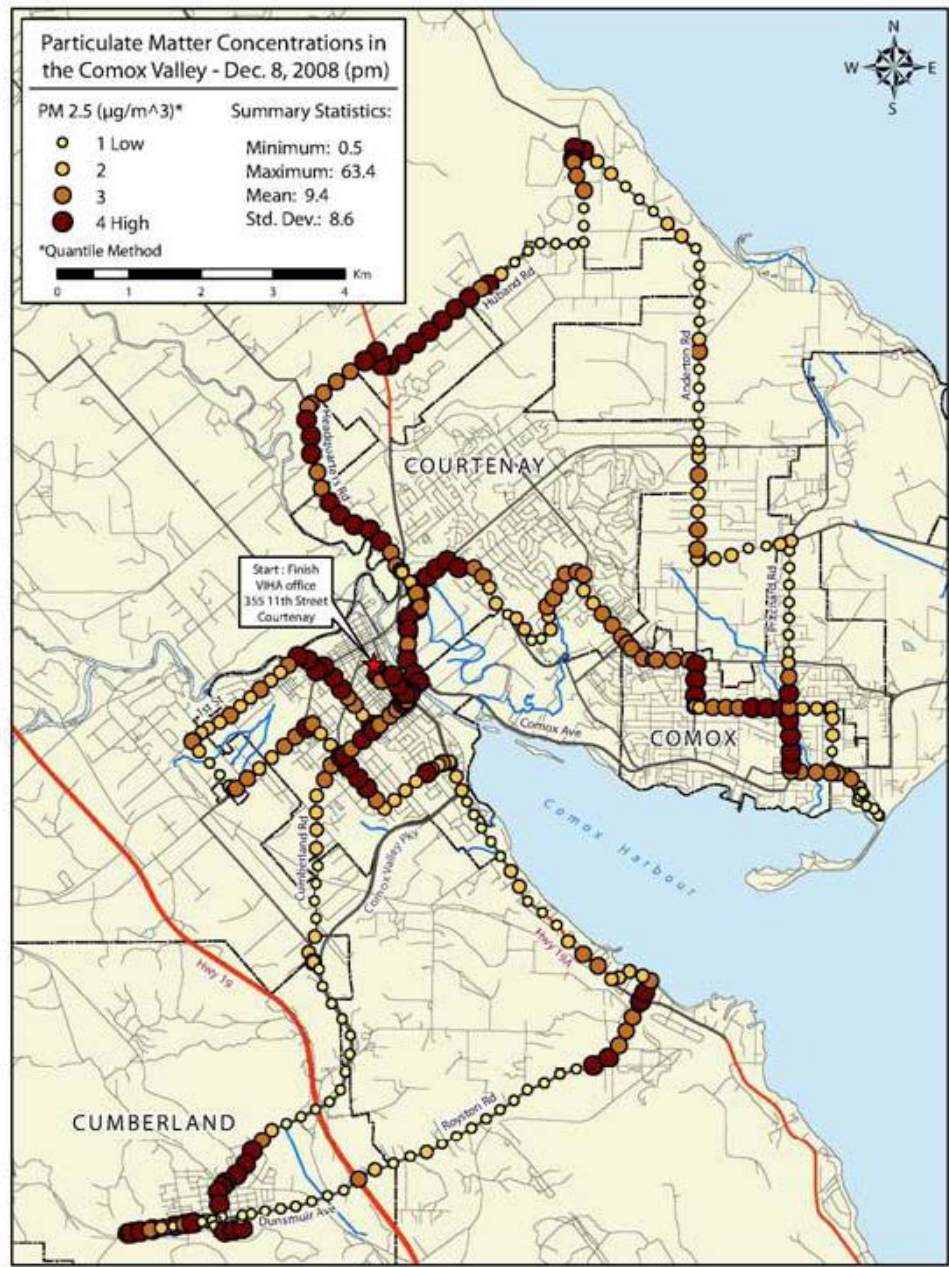 Particulate Matter Concentrations in
the Comox Valley - Dec. 8, 2008 (pm)
PM 2.5 (µg/m^3)*
1 Low
2
3
4 High
*Quantile Method
Summary Statistics:
Minimum: 0.5
Maximum: 63.4
Mean: 9.4
Std. Dev.: 8.6
0 1 2 3 4 Km
N
W E
S
Huband Rd
Anderton Rd
Headquarters Rd
COURTENAY
Start : Finish
VIHA office
355 11th Street
Courtenay
Pritchard Rd
1st St
Comox Ave
COMOX
Comox Harbour
Cumberland Rd
Comox Valley Pky
Hwy 19A
Hwy 19
Royston Rd
CUMBERLAND
Dunsmuir Ave